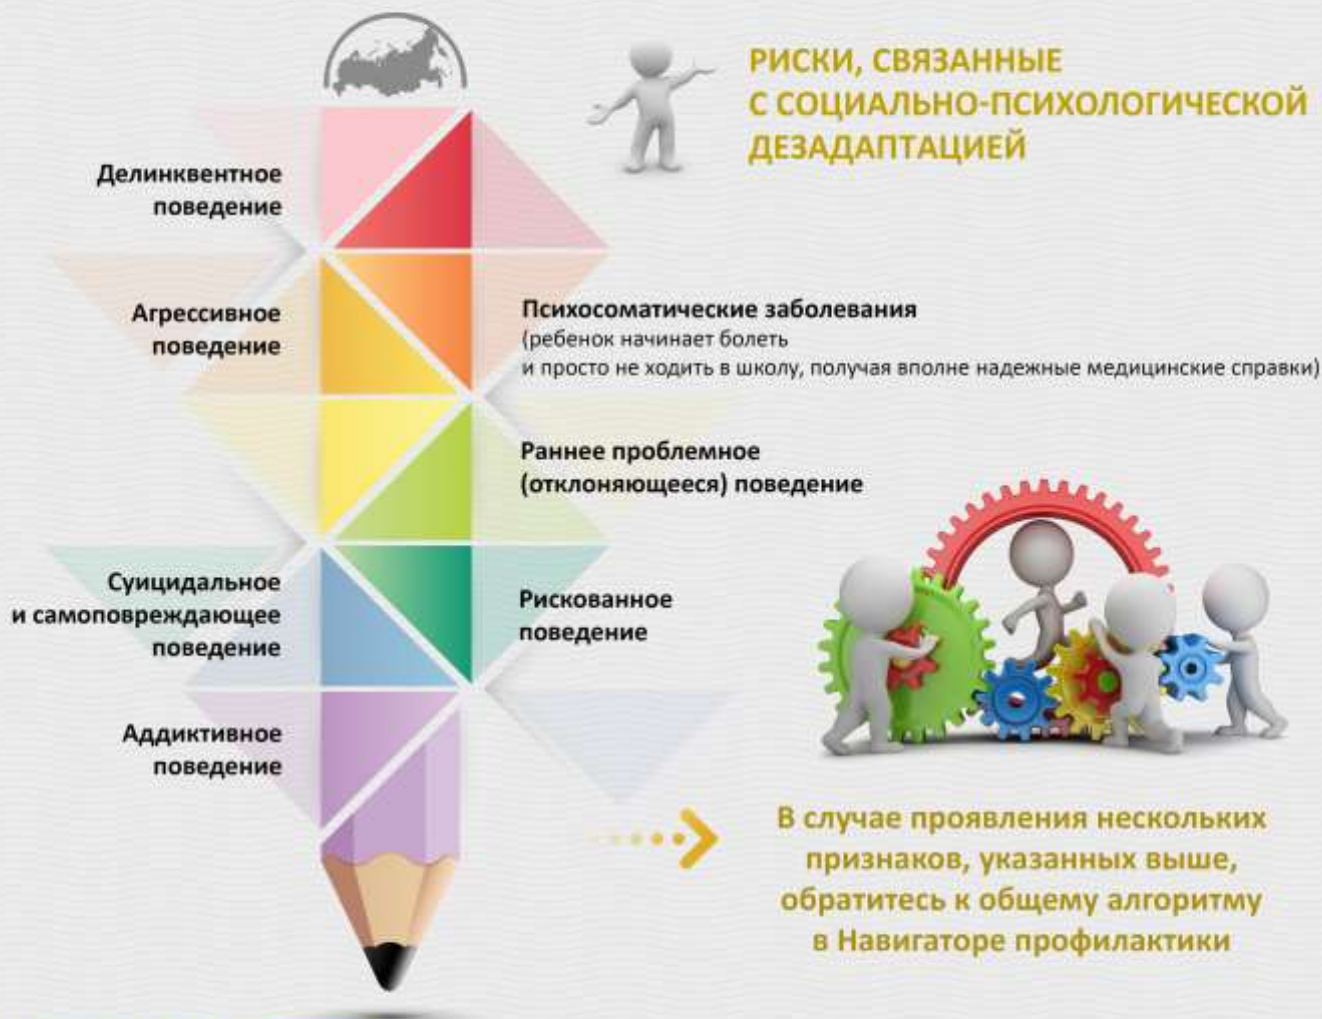 РИСКИ, СВЯЗАННЫЕ
С СОЦИАЛЬНО-ПСИХОЛОГИЧЕСКОЙ
ДЕЗАДАПТАЦИЕЙ
Делинквентное
поведение
Агрессивное
поведение
Психосоматические заболевания
(ребенок начинает болеть
и просто не ходить в школу, получая вполне надежные медицинские справки)
Раннее проблемное
(отклоняющееся) поведение
Суицидальное
и самоповреждающее
поведение
Рискованное
поведение
Аддиктивное
поведение
В случае проявления нескольких
признаков, указанных выше,
обратитесь к общему алгоритму
в Навигаторе профилактики